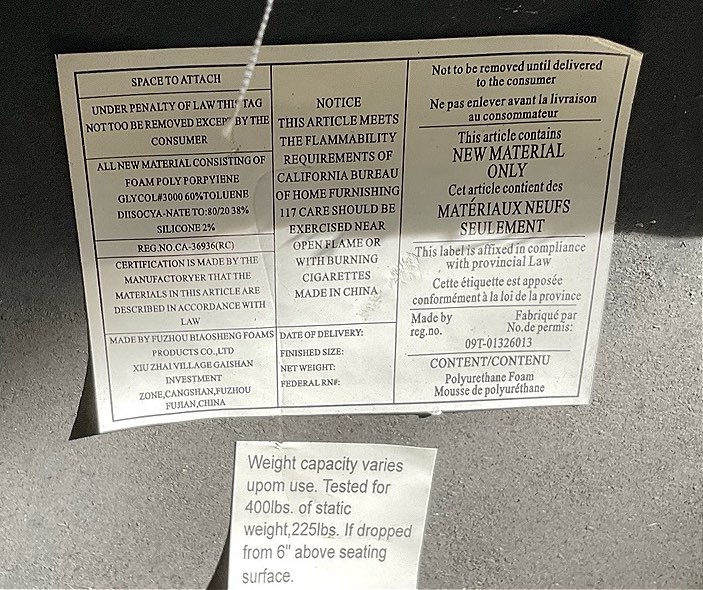 SPACE TO ATTACH
UNDER PENALTY OF LAW THIS TAG
NOT TOO BE REMOVED EXCEPT BY THE
CONSUMER
ALL NEW MATERIAL CONSISTING OF
FOAM POLY PORPYIENE
GLYCOL#3000 60%TOLUENE
DIISOCYA-NATE TO:80/20 38%
SILICONE 2%
REG.NO.CA-36936(RC)
CERTIFICATION IS MADE BY THE
MANUFACTORYER THAT THE
MATERIALS IN THIS ARTICLE ARE
DESCRIBED IN ACCORDANCE WITH
LAW
MADE BY FUZHOU BIAOSHENG FOAMS
PRODUCTS CO.,LTD
XIU ZHAI VILLAGE GAISHAN
INVESTMENT
ZONE,CANGSHAN,FUZHOU
FUJIAN,CHINA
NOTICE
THIS ARTICLE MEETS
THE FLAMMABILITY
REQUIREMENTS OF
CALIFORNIA BUREAU
OF HOME FURNISHING
117 CARE SHOULD BE
EXERCISED NEAR
OPEN FLAME OR
WITH BURNING
CIGARETTES
MADE IN CHINA
DATE OF DELIVERY:
FINISHED SIZE:
NET WEIGHT:
FEDERAL RN#:
Not to be removed until delivered
to the consumer
Ne pas enlever avant la livraison
au consommateur
This article contains
NEW MATERIAL
ONLY
Cet article contient des
MATÉRIAUX NEUFS
SEULEMENT
This label is affixed in compliance
with provincial Law
Cette étiquette est apposée
conformément à la loi de la province
Made by Fabriqué par
reg.no. No.de permis:
09T-01326013
CONTENT/CONTENU
Polyurethane Foam
Mousse de polyuréthane
Weight capacity varies
upom use. Tested for
400lbs. of static
weight,225lbs. If dropped
from 6" above seating
surface.